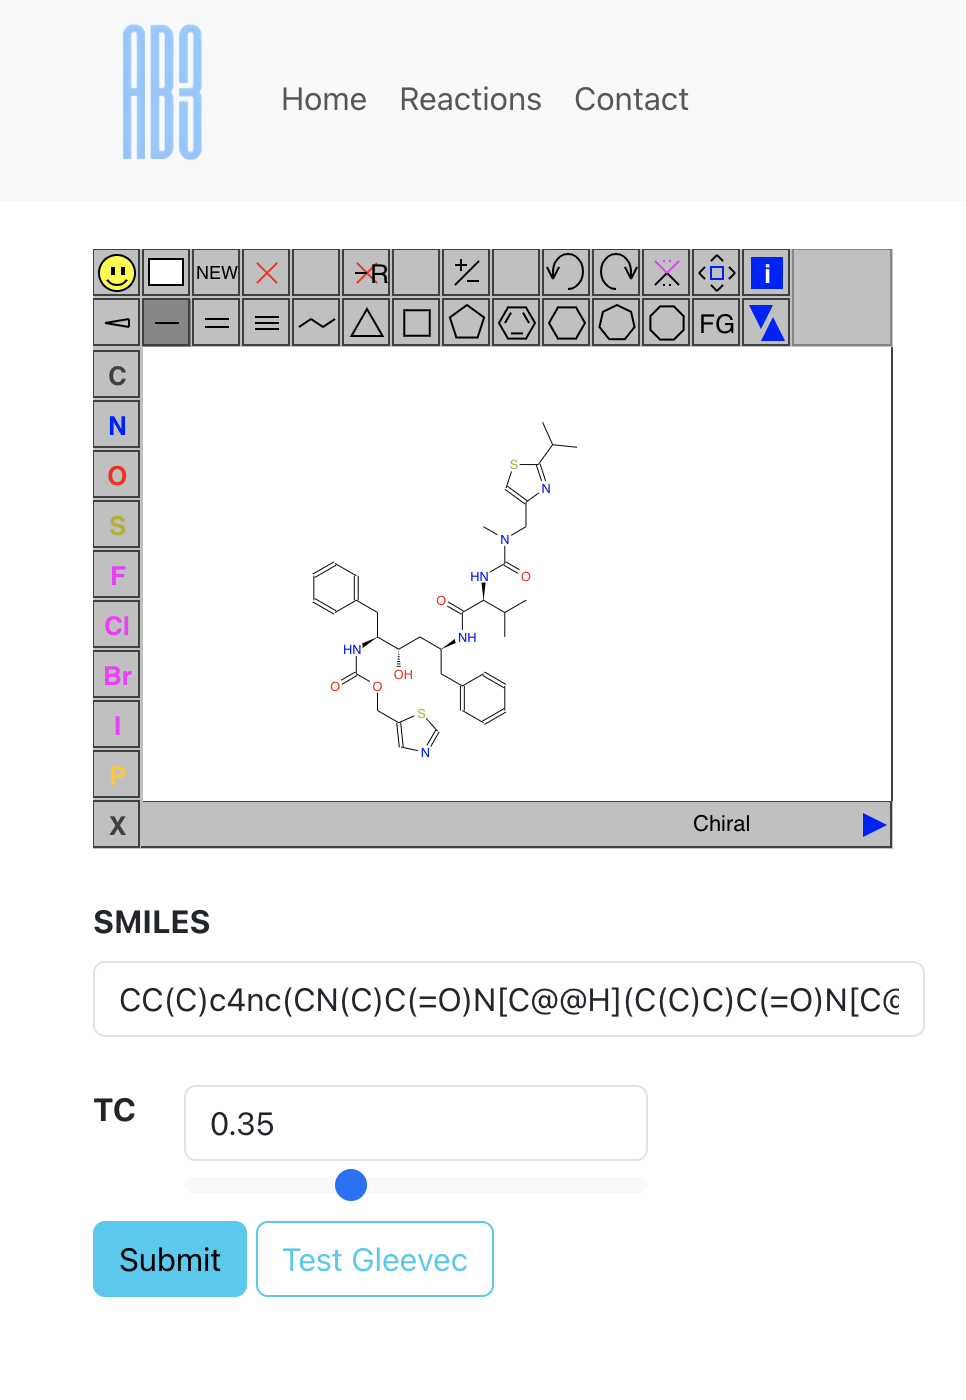 AB3
Home Reactions Contact
NEW R + − i
FG
C
N
O
S
F
Cl
Br
I
P
X
S
N
N
HN O
O
HN NH
OH
O O
S
N
Chiral
SMILES
CC(C)c4nc(CN(C)C(=O)N[C@@H](C(C)C)C(=O)N[C@
TC 0.35
Submit Test Gleevec